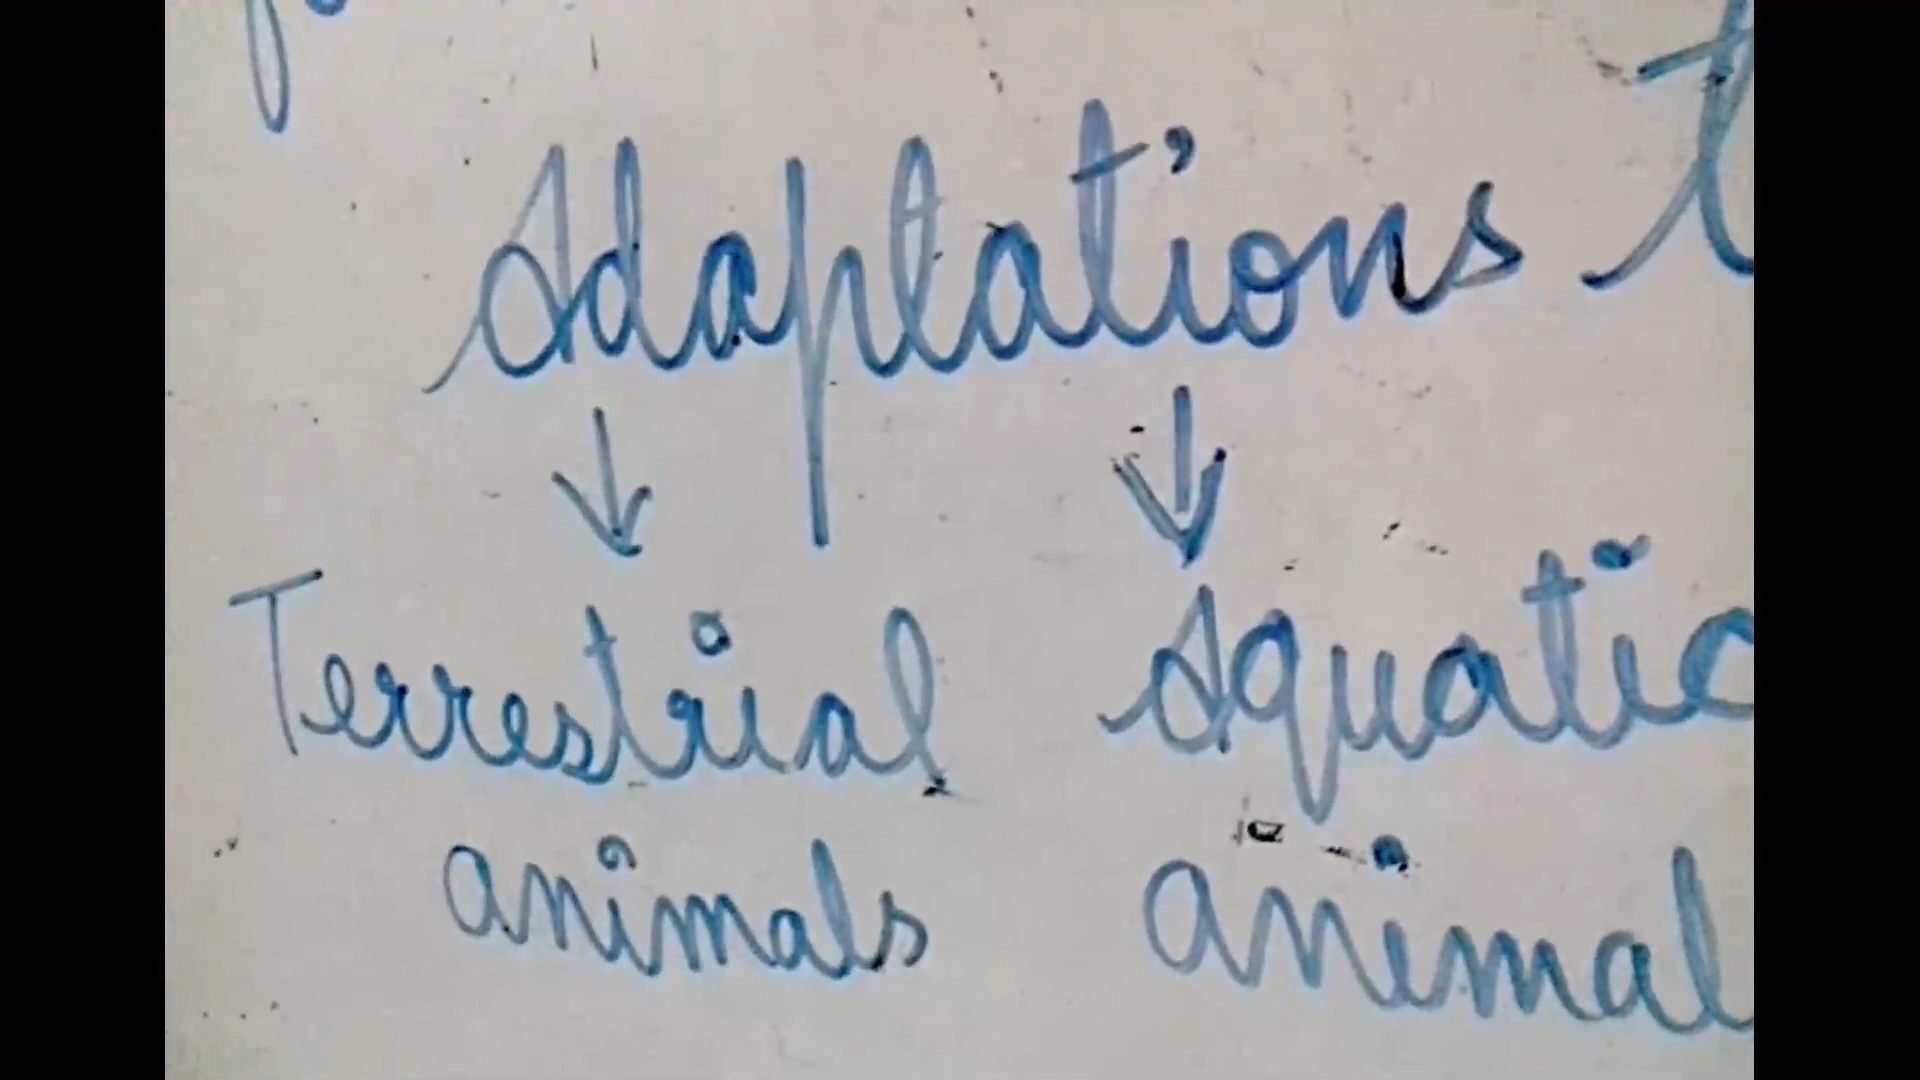 Adaptations
Terrestrial Aquatic
animals animal